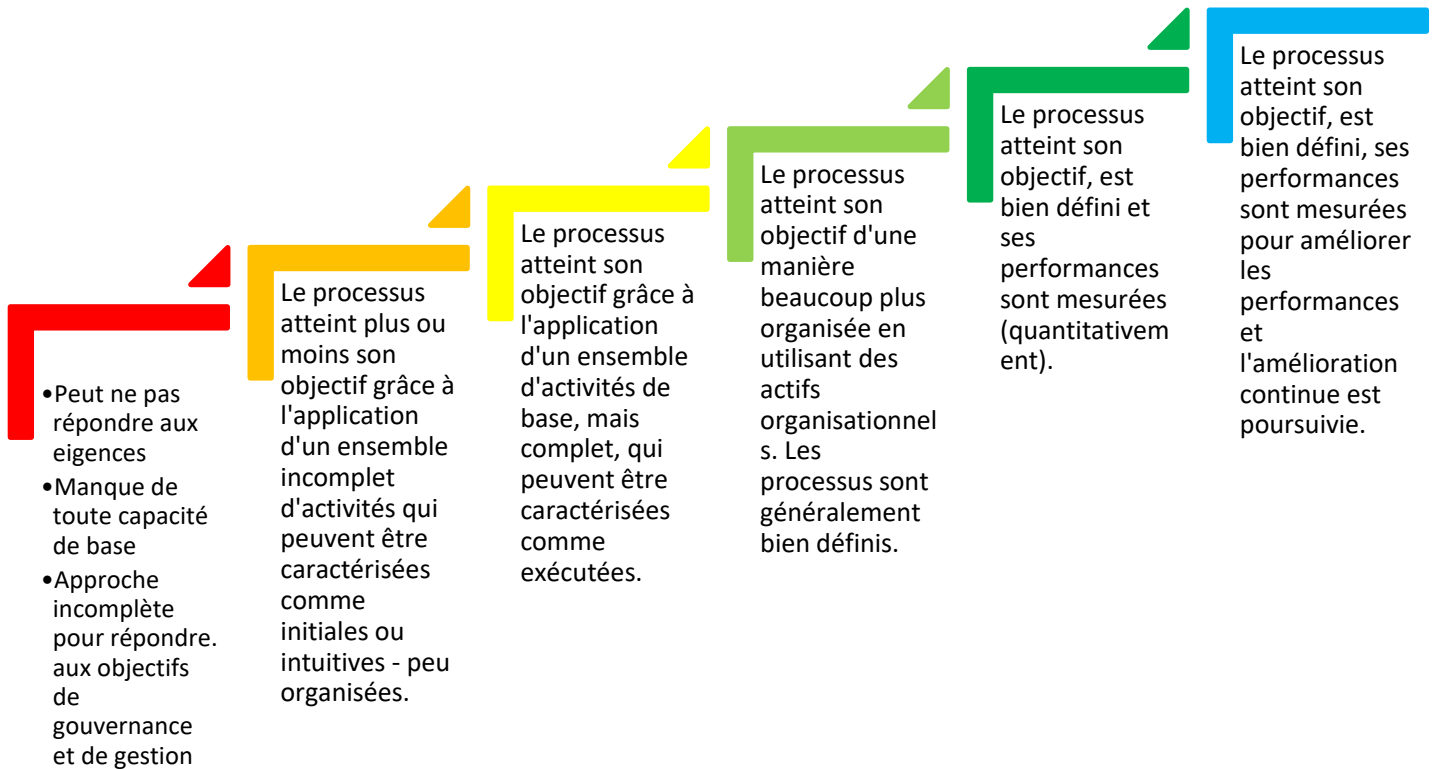 •Peut ne pas
répondre aux
eigences
•Manque de
toute capacité
de base
•Approche
incomplète
pour répondre.
aux objectifs
de
gouvernance
et de gestion
Le processus
atteint plus ou
moins son
objectif grâce à
l'application
d'un ensemble
incomplet
d'activités qui
peuvent être
caractérisées
comme
initiales ou
intuitives - peu
organisées.
Le processus
atteint son
objectif grâce à
l'application
d'un ensemble
d'activités de
base, mais
complet, qui
peuvent être
caractérisées
comme
exécutées.
Le processus
atteint son
objectif d'une
manière
beaucoup plus
organisée en
utilisant des
actifs
organisationnel
s. Les
processus sont
généralement
bien définis.
Le processus
atteint son
objectif, est
bien défini et
ses
performances
sont mesurées
(quantitativem
ent).
Le processus
atteint son
objectif, est
bien défini, ses
performances
sont mesurées
pour améliorer
les
performances
et
l'amélioration
continue est
poursuivie.